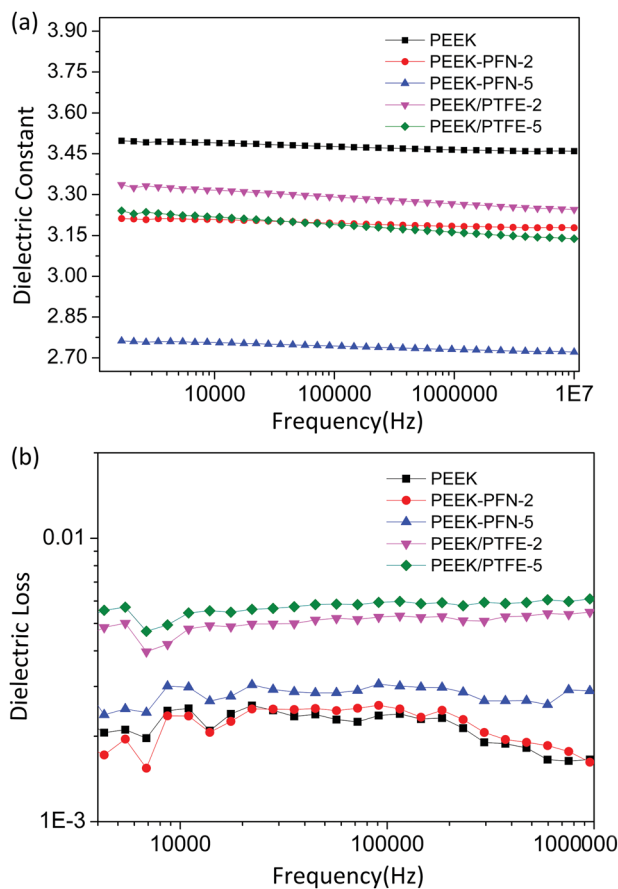 (a)
3.90
3.75
3.60
3.45
3.30
3.15
3.00
2.85
2.70
Dielectric Constant
PEEK
PEEK-PFN-2
PEEK-PFN-5
PEEK/PTFE-2
PEEK/PTFE-5
10000
100000
1000000
1E7
Frequency(Hz)
(b)
0.01
1E-3
Dielectric Loss
PEEK
PEEK-PFN-2
PEEK-PFN-5
PEEK/PTFE-2
PEEK/PTFE-5
10000
100000
1000000
Frequency(Hz)